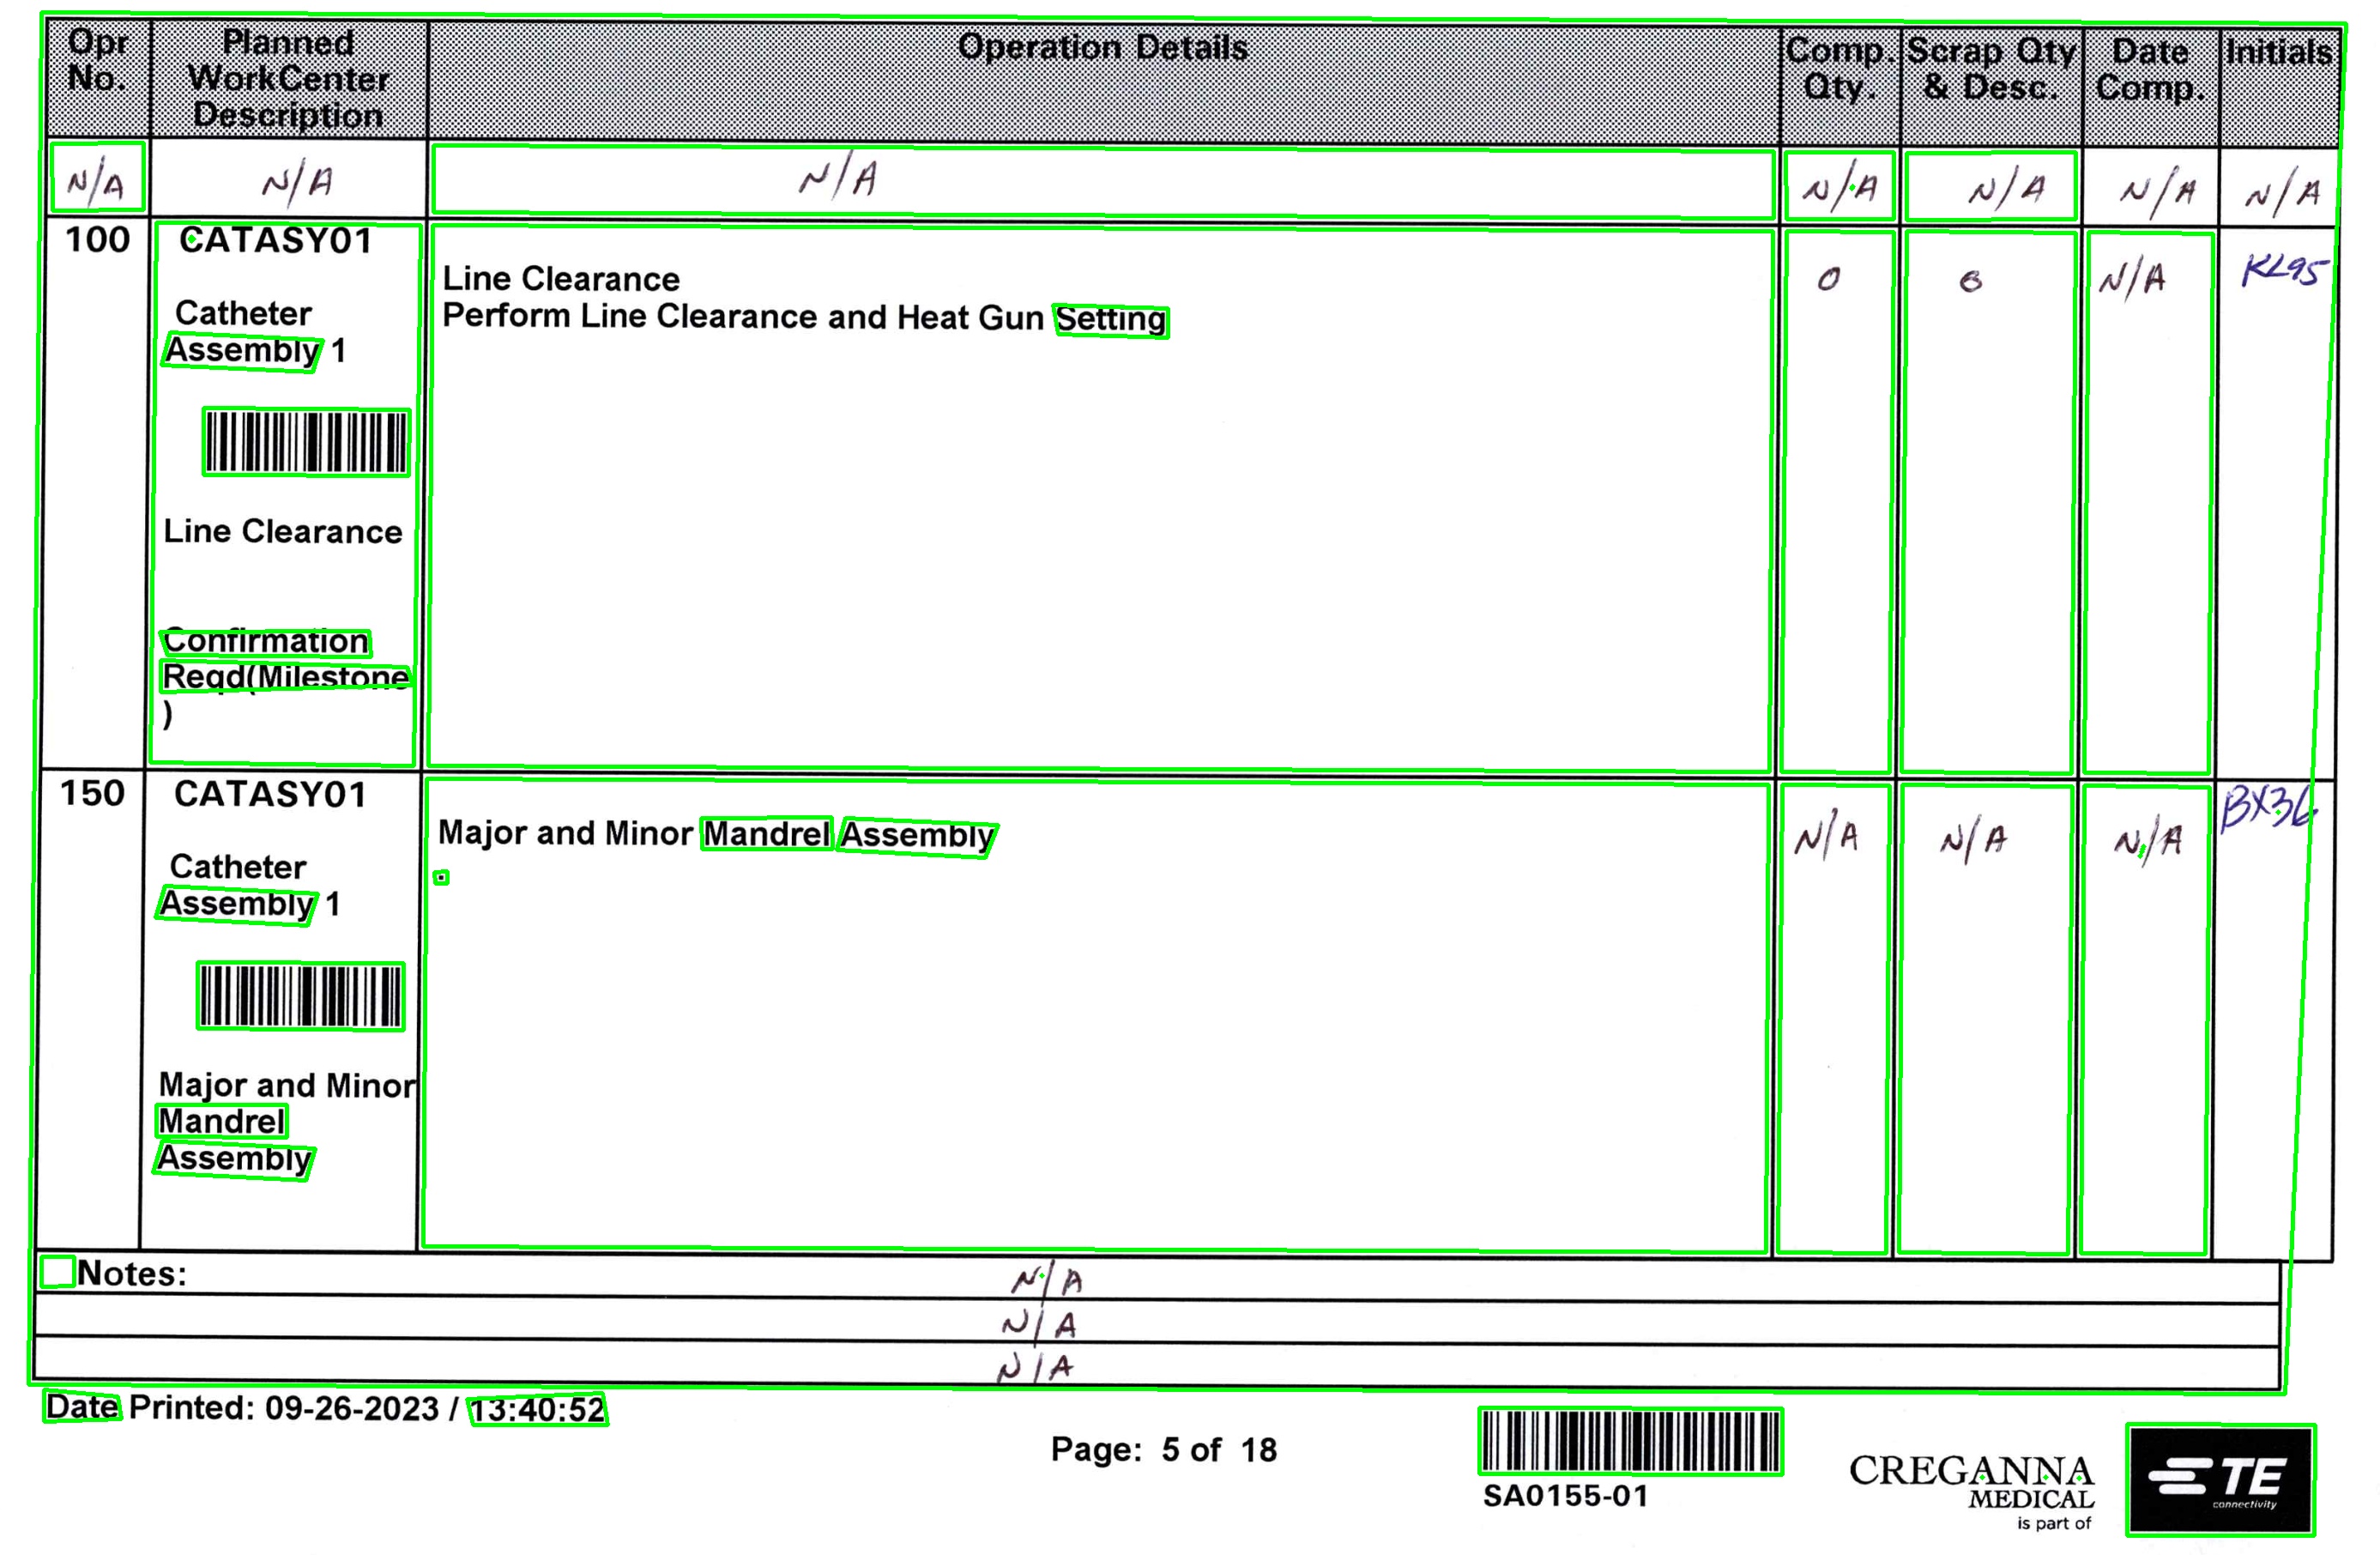 Opr No. Planned WorkCenter Description Operation Details Comp. Qty. Scrap Qty & Desc. Date Comp. Initials
N/A N/A N/A N/A N/A N/A N/A
100 CATASY01
Line Clearance 0 0 N/A KL95
Catheter Perform Line Clearance and Heat Gun Setting
Assembly 1
Line Clearance
Confirmation
Reqd(Milestone
)
150 CATASY01 BX36
Major and Minor Mandrel Assembly N/A N/A N/A
Catheter .
Assembly 1
Major and Minor
Mandrel
Assembly
Notes: N/A
N/A
N/A
Date Printed: 09-26-2023 / 13:40:52
Page: 5 of 18
SA0155-01
CREGANNA
MEDICAL
is part of
TE
connectivity